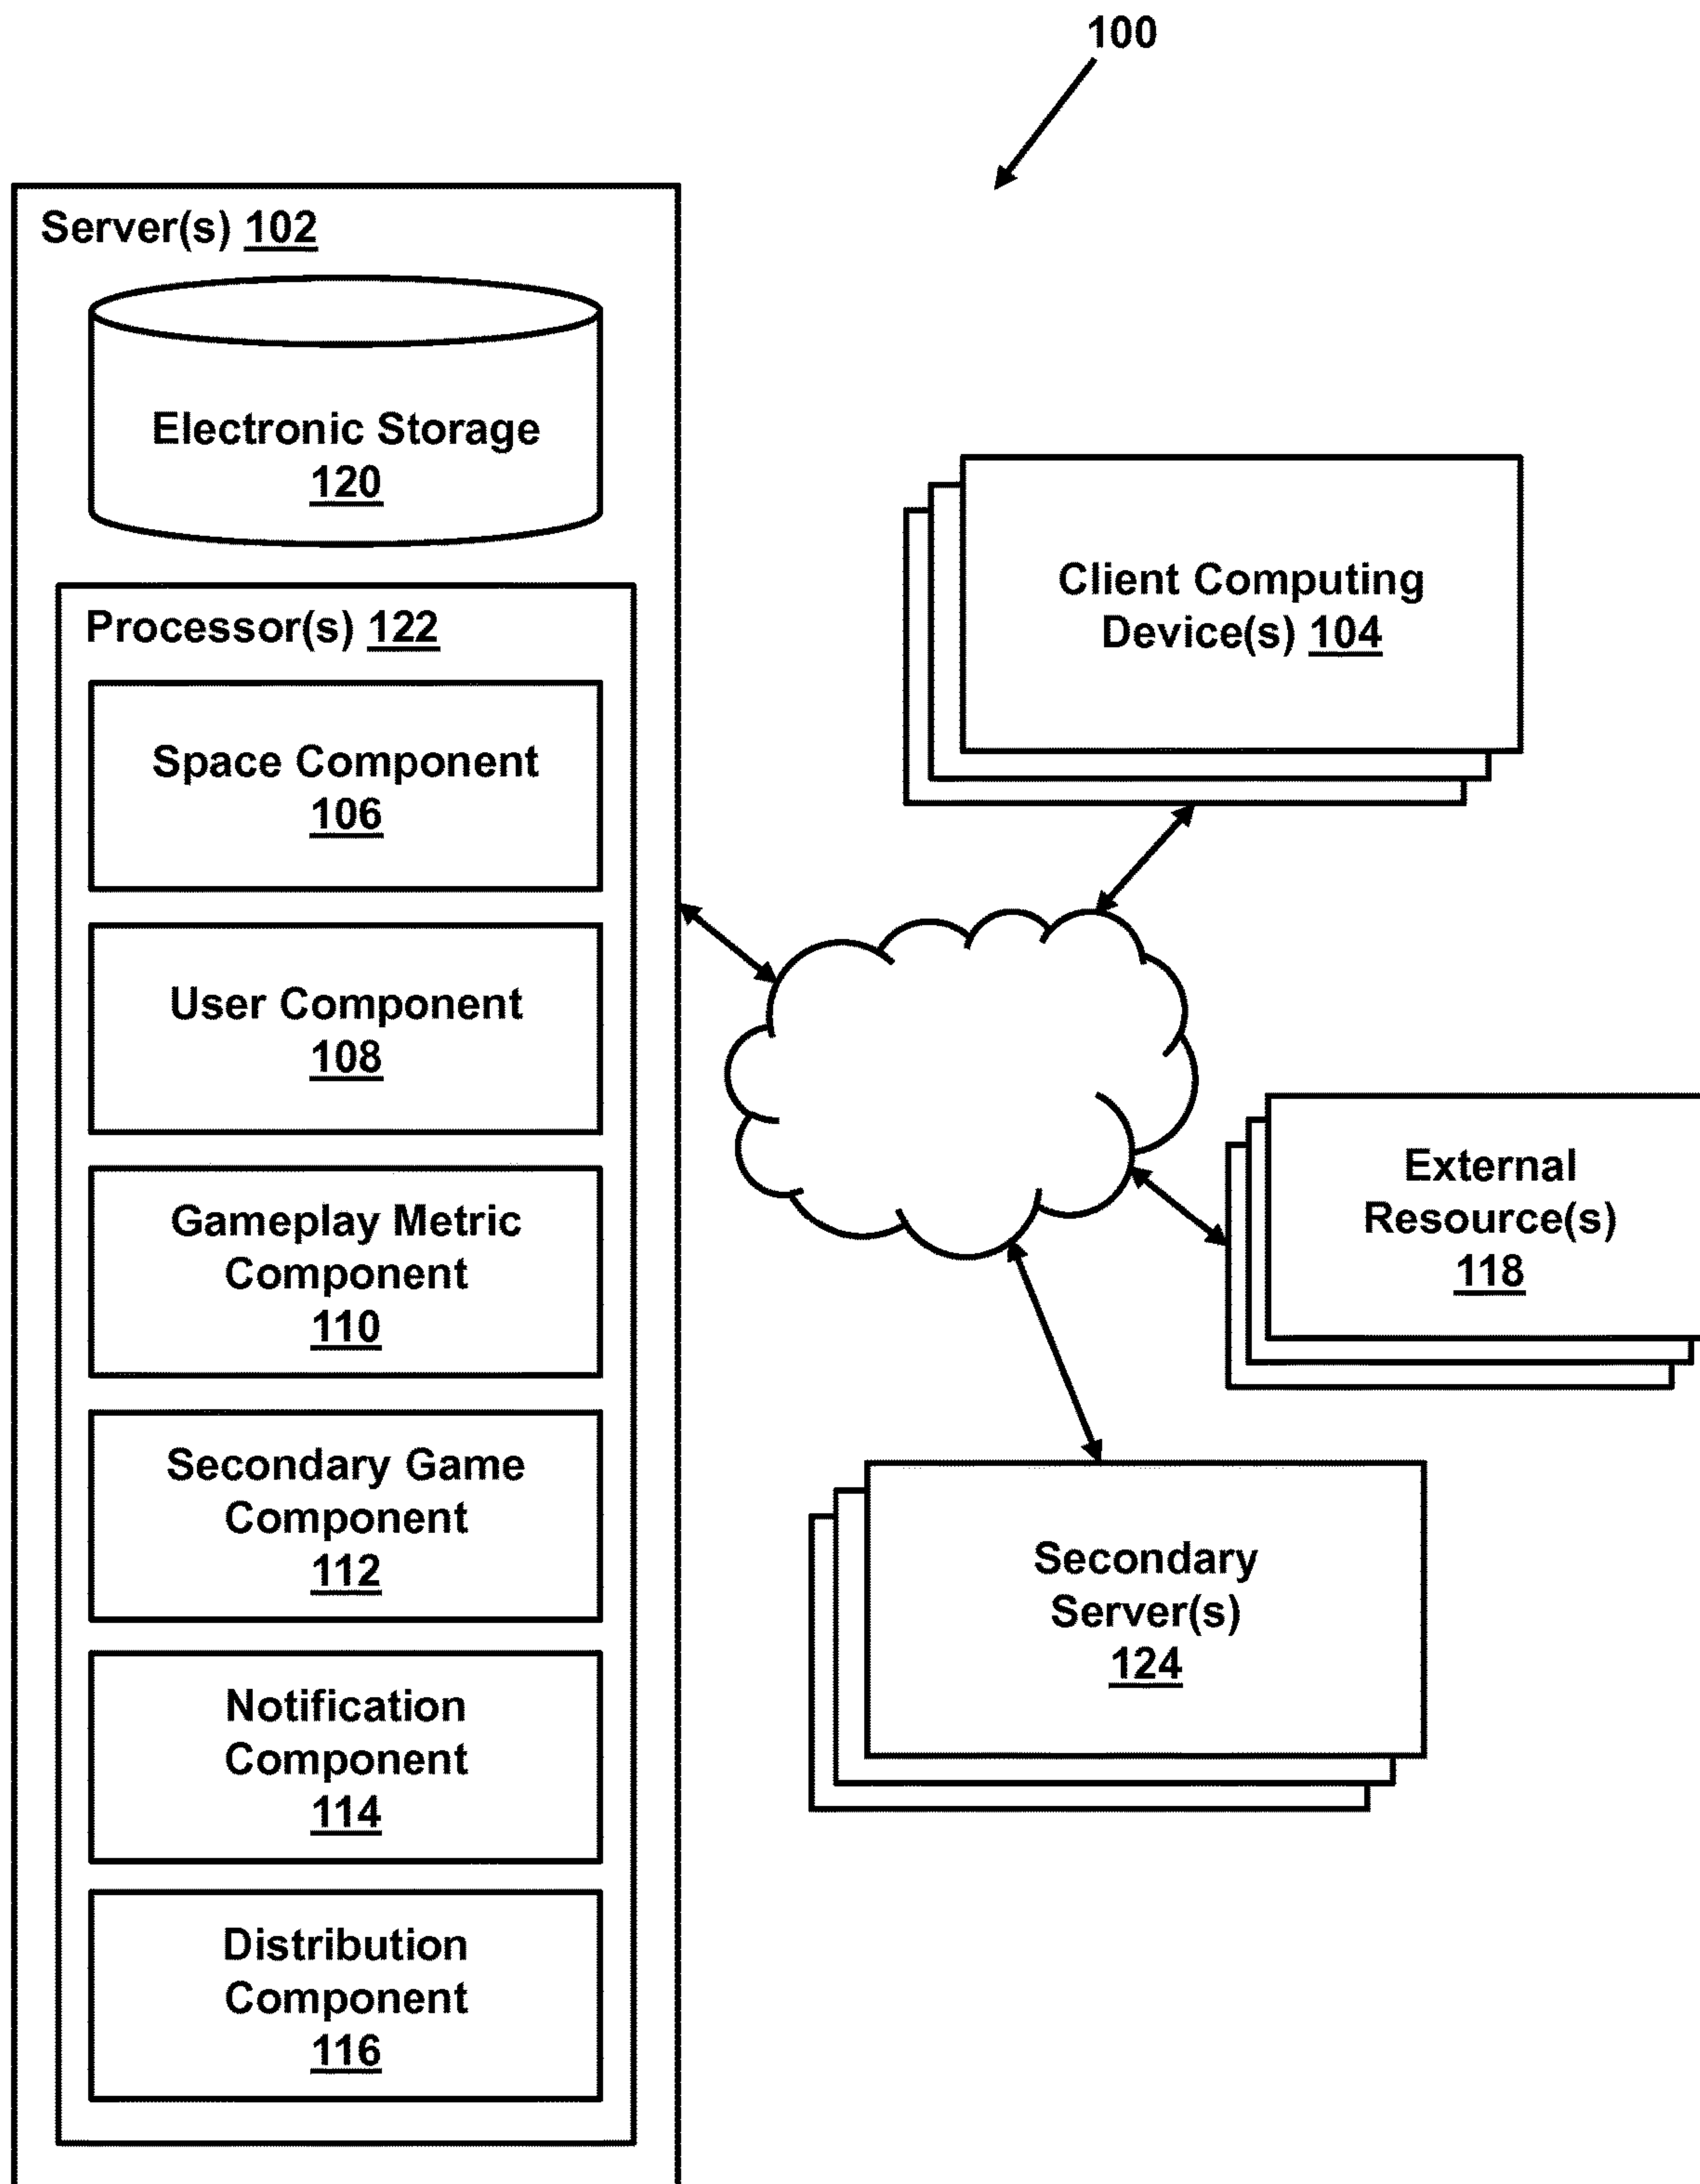 100
Server(s) 102
Electronic Storage
120
Processor(s) 122
Space Component
106
User Component
108
Gameplay Metric
Component
110
Secondary Game
Component
112
Notification
Component
114
Distribution
Component
116
Client Computing
Device(s) 104
External
Resource(s)
118
Secondary
Server(s)
124